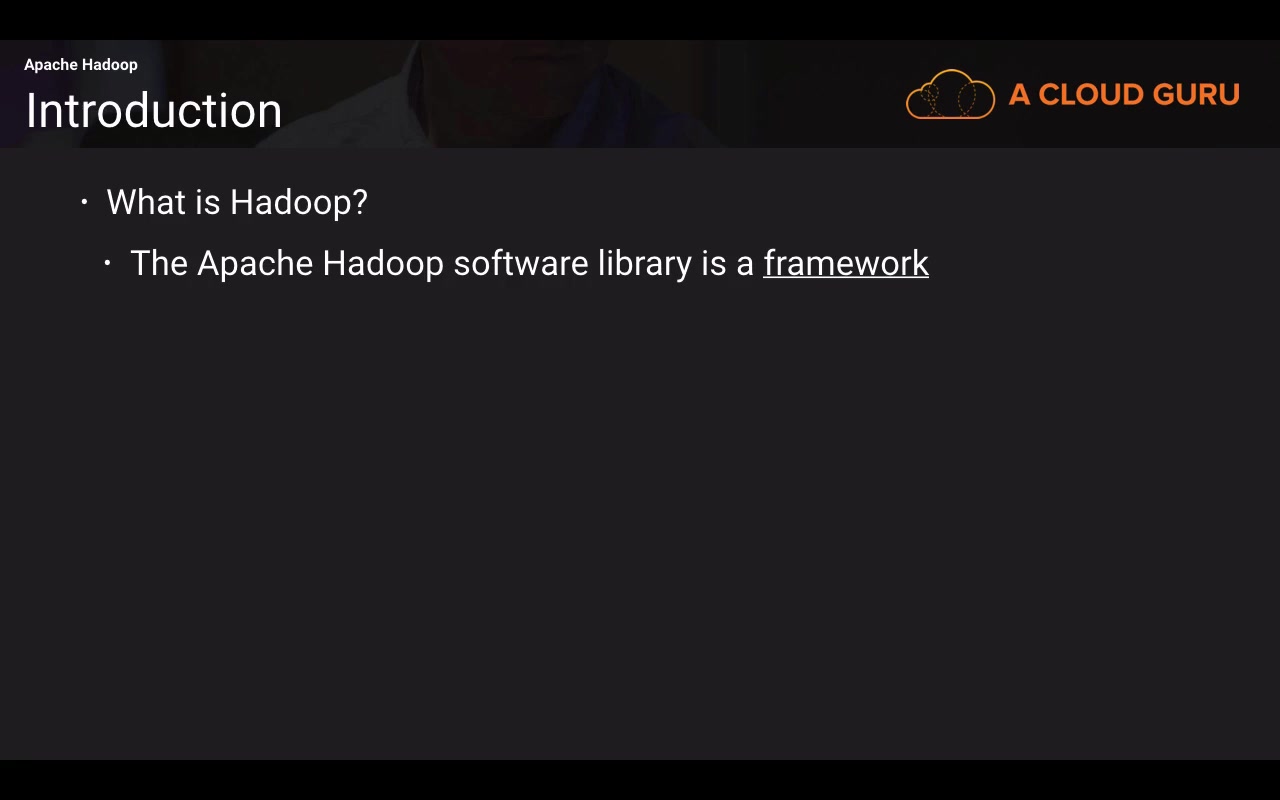 Apache Hadoop
Introduction
A CLOUD GURU
• What is Hadoop?
• The Apache Hadoop software library is a framework